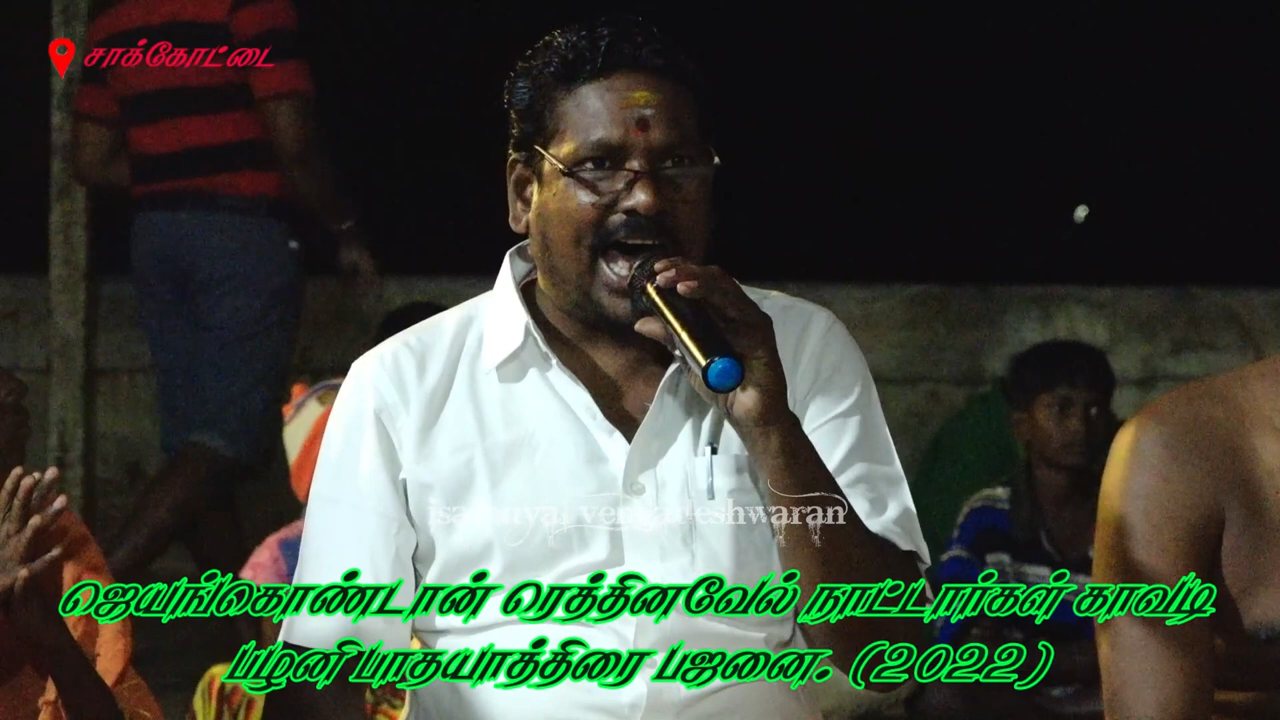 சாக்கோட்டை
ஜெயங்கொண்டான் ரெத்தினவேல் நாட்டார்கள் காவடி
பழனி பாதயாத்திரை பஜனை. (2022)